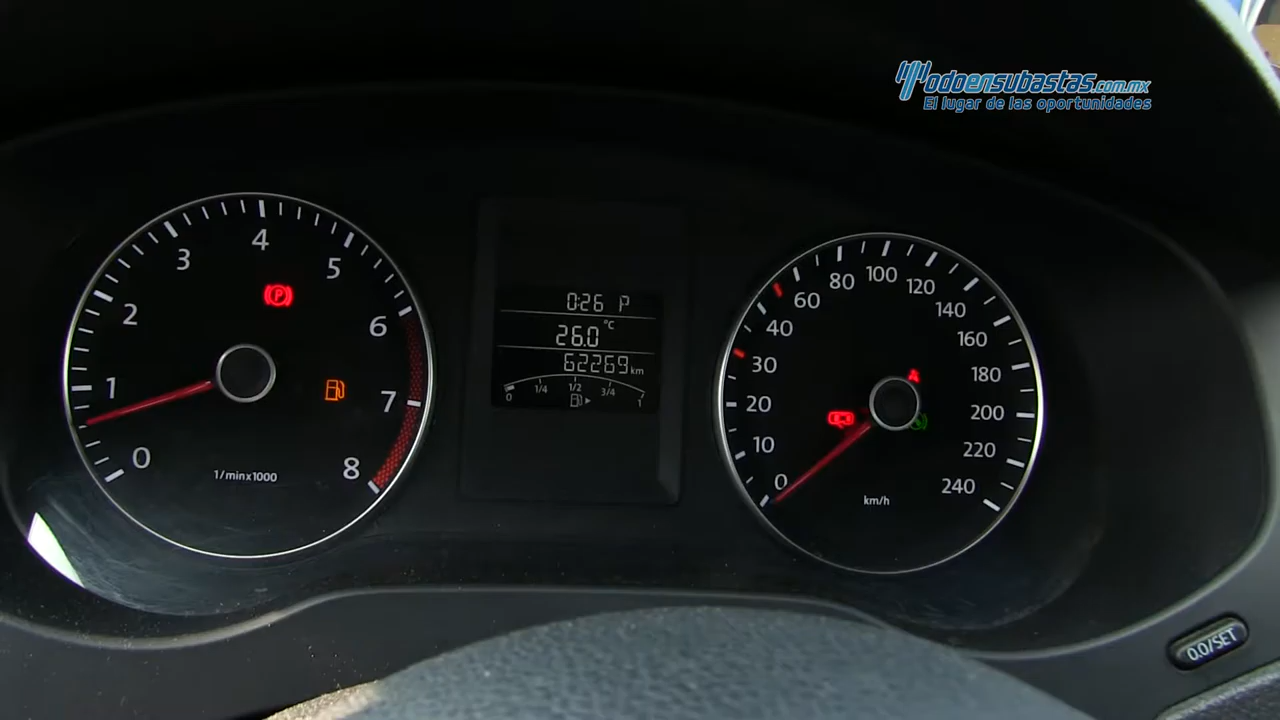 Todoensubastas.com.mx
El lugar de las oportunidades
0 1 2 3 4 5 6 7 8
1/minx1000
0:26 P
26.0 °C
62269 km
0 1/4 1/2 3/4 1
0 10 20 30 40 60 80 100 120 140 160 180 200 220 240
km/h
0.0/SET